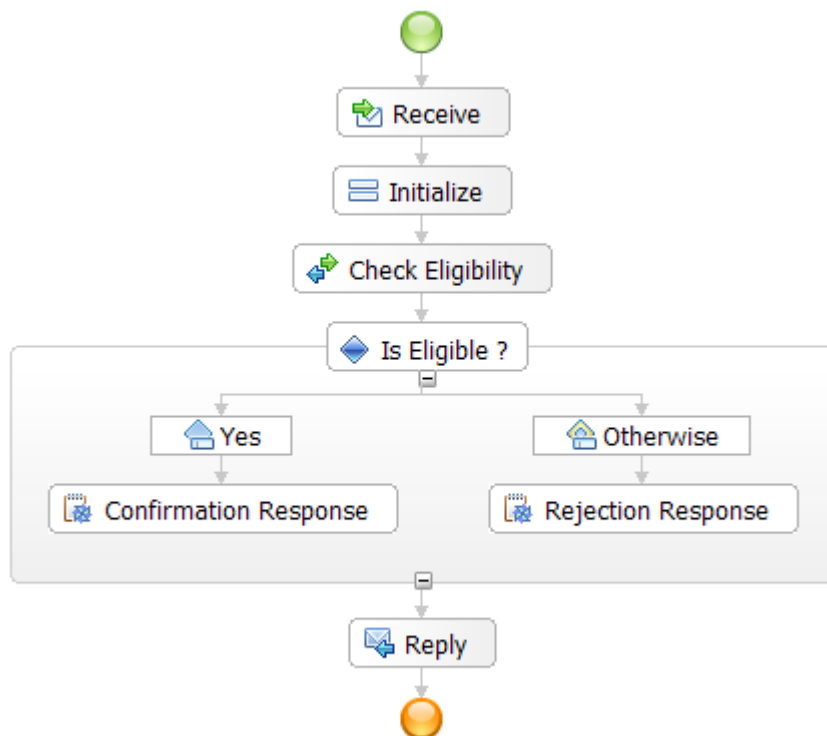 Receive
Initialize
Check Eligibility
Is Eligible ?
Yes
Otherwise
Confirmation Response
Rejection Response
Reply